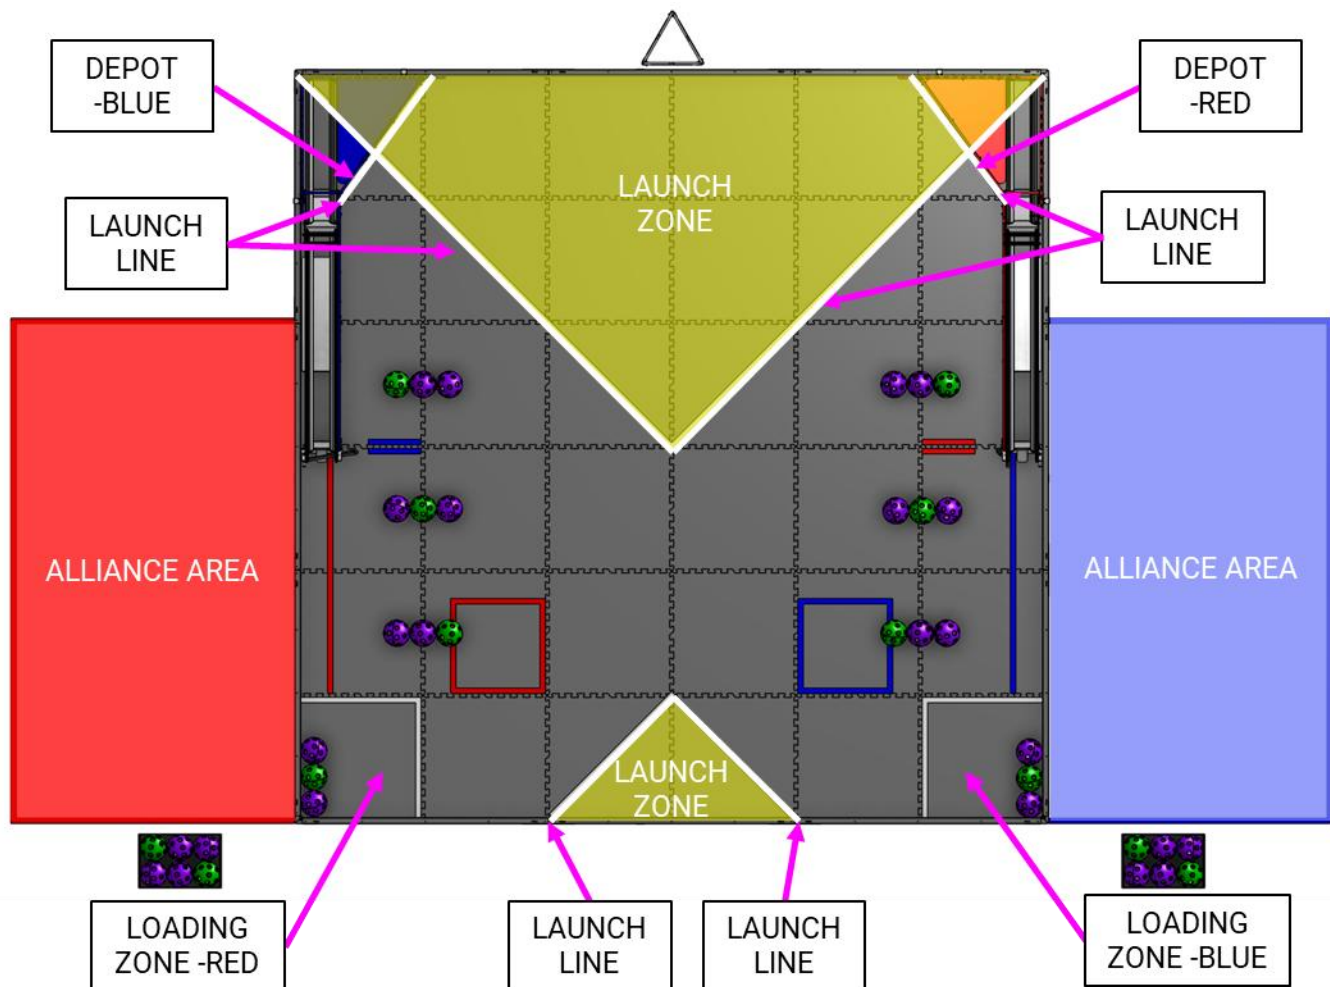 DEPOT
-BLUE
DEPOT
-RED
LAUNCH
ZONE
LAUNCH
LINE
LAUNCH
LINE
ALLIANCE AREA
ALLIANCE AREA
LAUNCH
ZONE
LOADING
ZONE -RED
LAUNCH
LINE
LAUNCH
LINE
LOADING
ZONE -BLUE